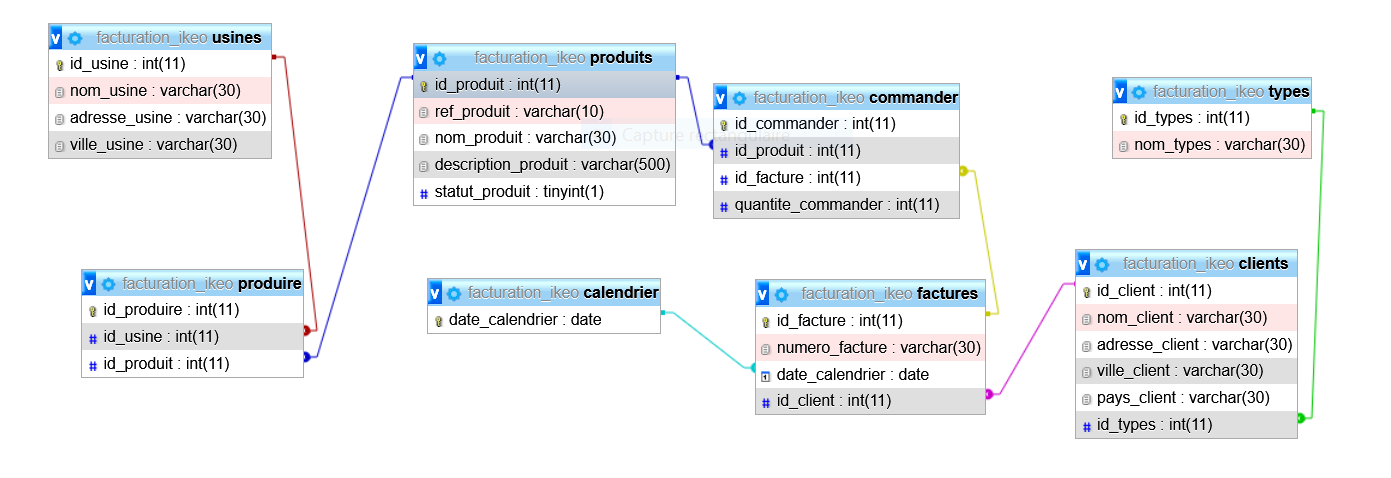 facturation_ikeo usines
id_usine : int(11)
nom_usine : varchar(30)
adresse_usine : varchar(30)
ville_usine : varchar(30)
facturation_ikeo produits
id_produit : int(11)
ref_produit : varchar(10)
nom_produit : varchar(30)
description_produit : varchar(500)
statut_produit : tinyint(1)
Capture rectangulaire
facturation_ikeo commander
id_commander : int(11)
id_produit : int(11)
id_facture : int(11)
quantite_commander : int(11)
facturation_ikeo types
id_types : int(11)
nom_types : varchar(30)
facturation_ikeo produire
id_produire : int(11)
id_usine : int(11)
id_produit : int(11)
facturation_ikeo calendrier
date_calendrier : date
facturation_ikeo factures
id_facture : int(11)
numero_facture : varchar(30)
date_calendrier : date
id_client : int(11)
facturation_ikeo clients
id_client : int(11)
nom_client : varchar(30)
adresse_client : varchar(30)
ville_client : varchar(30)
pays_client : varchar(30)
id_types : int(11)